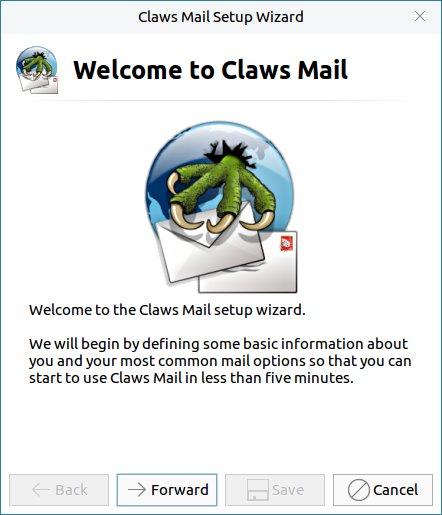 Claws Mail Setup Wizard
Welcome to Claws Mail
Welcome to the Claws Mail setup wizard.
We will begin by defining some basic information about
you and your most common mail options so that you can
start to use Claws Mail in less than five minutes.
Back
Forward
Save
Cancel